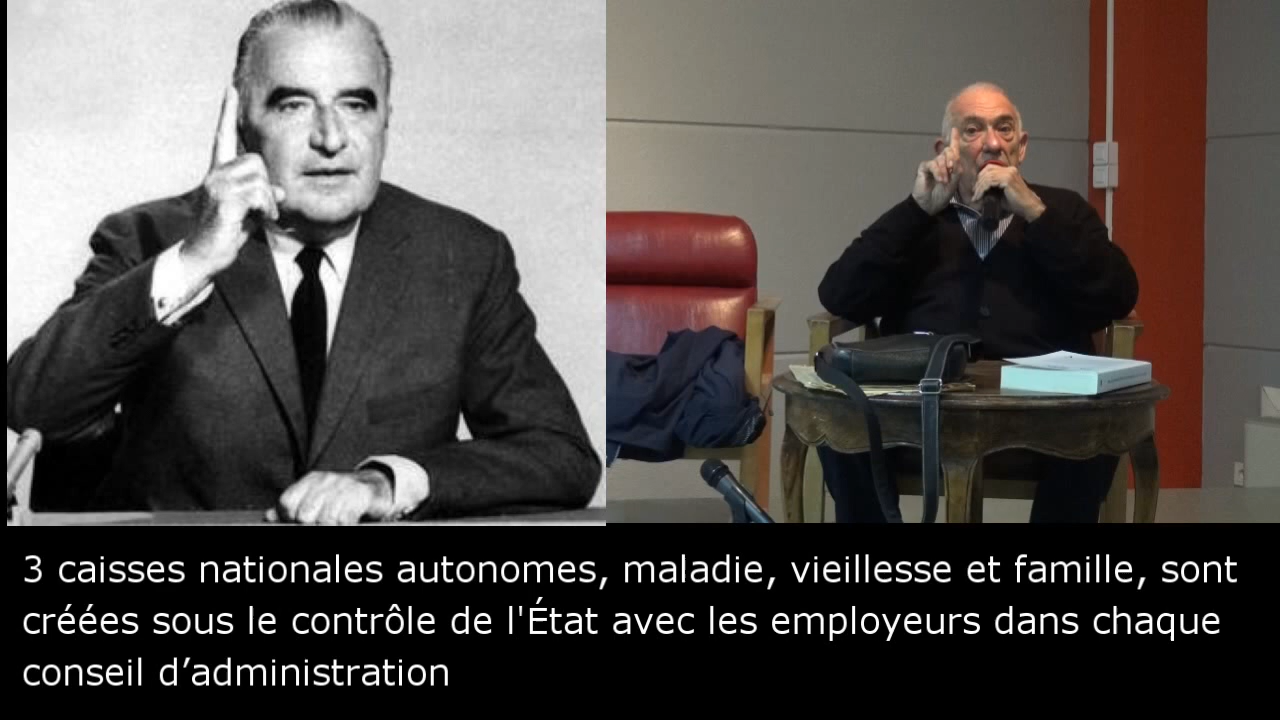 3 caisses nationales autonomes, maladie, vieillesse et famille, sont
créées sous le contrôle de l'État avec les employeurs dans chaque
conseil d’administration